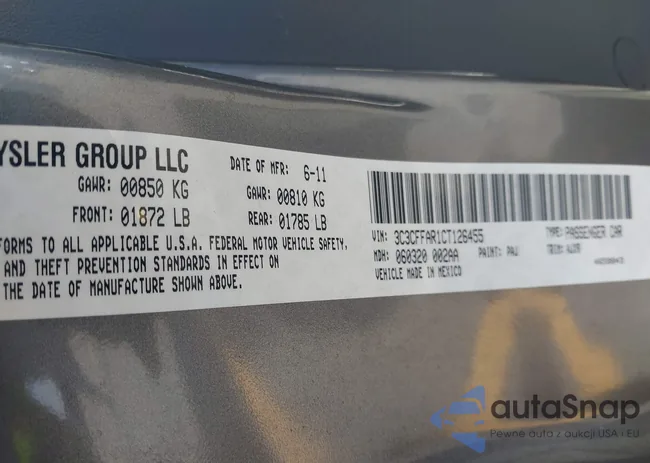 YSLER GROUP LLC
DATE OF MFR: 6-11
GAWR: 00850 KG
GAWR: 00810 KG
FRONT: 01872 LB
REAR: 01785 LB
FORMS TO ALL APPLICABLE U.S.A. FEDERAL MOTOR VEHICLE SAFETY,
AND THEFT PREVENTION STANDARDS IN EFFECT ON
THE DATE OF MANUFACTURE SHOWN ABOVE.
VIN: 3C3CFFAR1CT126455
TYPE: PASSENGER CAR
MDH: 060320 002AA
PAINT: PAJ
TRIM:
VEHICLE MADE IN MEXICO
autaSnap
Pewne auta z aukcji USA i EU